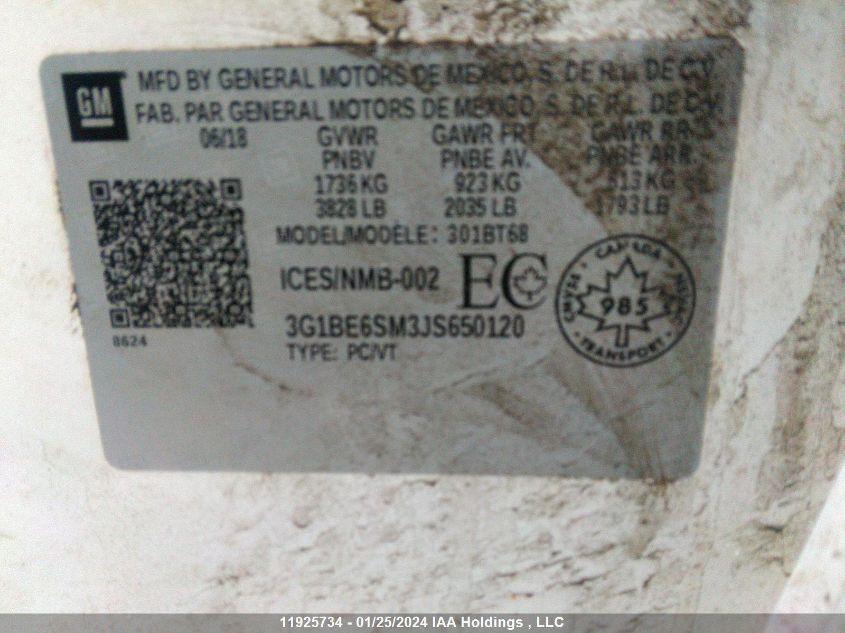 GM
MFD BY GENERAL MOTORS DE MEXICO. S. DE R.L. DE C.V.
FAB. PAR GENERAL MOTORS DE MEXICO S. DE R.L. DE C.V.
06/18 GVWR GAWR FRT GAWR RR
PNBV PNBE AV. PNBE ARR.
1736 KG 923 KG 813 KG
3828 LB 2035 LB 1793 LB
MODEL/MODÈLE: 301BT68
ICES/NMB-002 EC
3G1BE6SM3JS650120
TYPE: PC/VT
8624
CANADA
985
TRANSPORT
11925734 - 01/25/2024 IAA Holdings , LLC